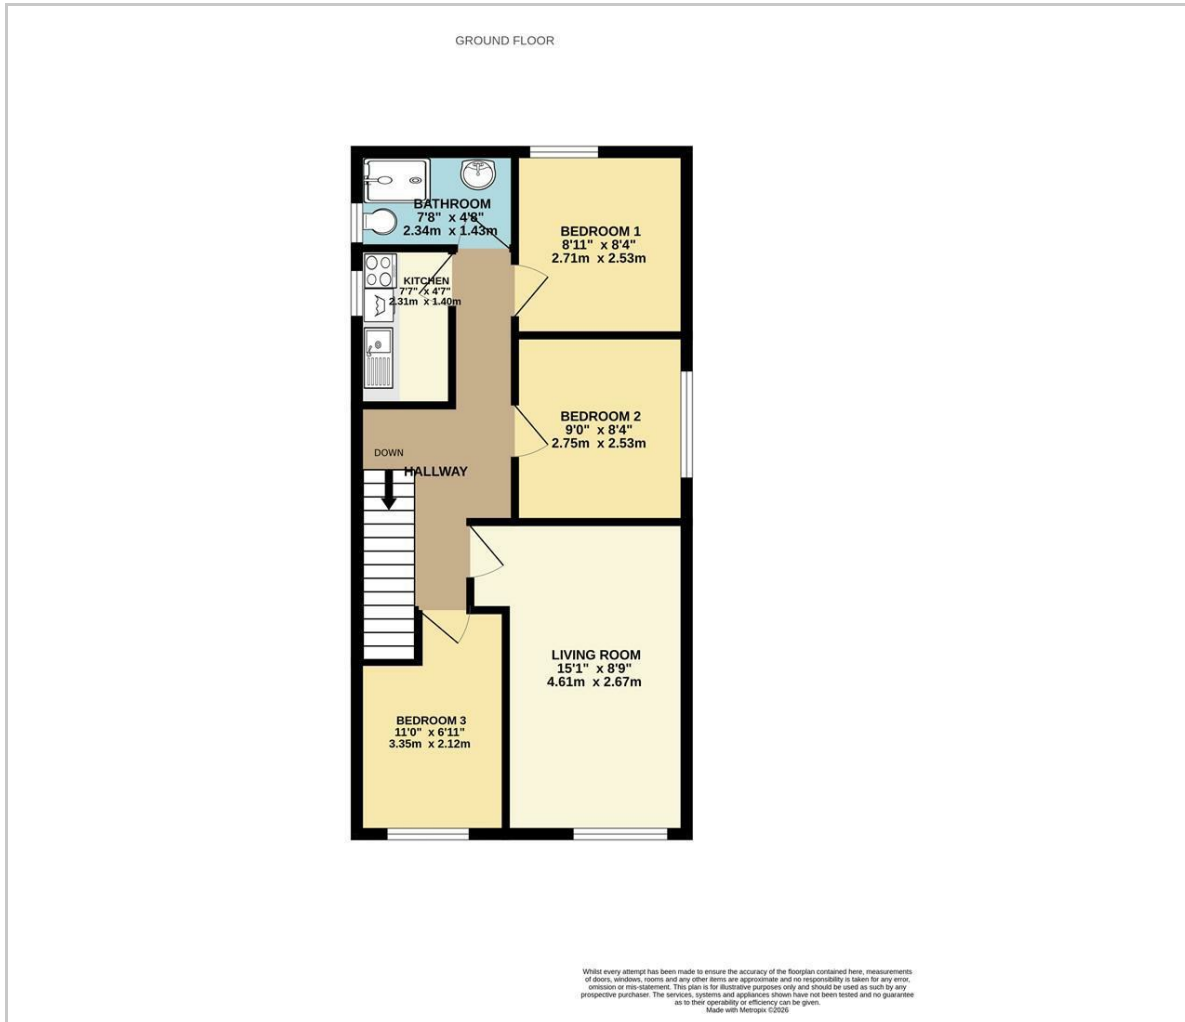 GROUND FLOOR
BATHROOM
7'8" x 4'8"
2.34m x 1.43m
BEDROOM 1
8'11" x 8'4"
2.71m x 2.53m
KITCHEN
7'7" x 4'7"
2.31m x 1.40m
BEDROOM 2
9'0" x 8'4"
2.75m x 2.53m
DOWN
HALLWAY
LIVING ROOM
15'1" x 8'9"
4.61m x 2.67m
BEDROOM 3
11'0" x 6'11"
3.35m x 2.12m
Whilst every attempt has been made to ensure the accuracy of the floorplan contained here, measurements
of doors, windows, rooms and any other items are approximate and no responsibility is taken for any error,
omission or mis-statement. This plan is for illustrative purposes only and should be used as such by any
prospective purchaser. The services, systems and appliances shown have not been tested and no guarantee
as to their operability or efficiency can be given.
Made with Metropix ©2026